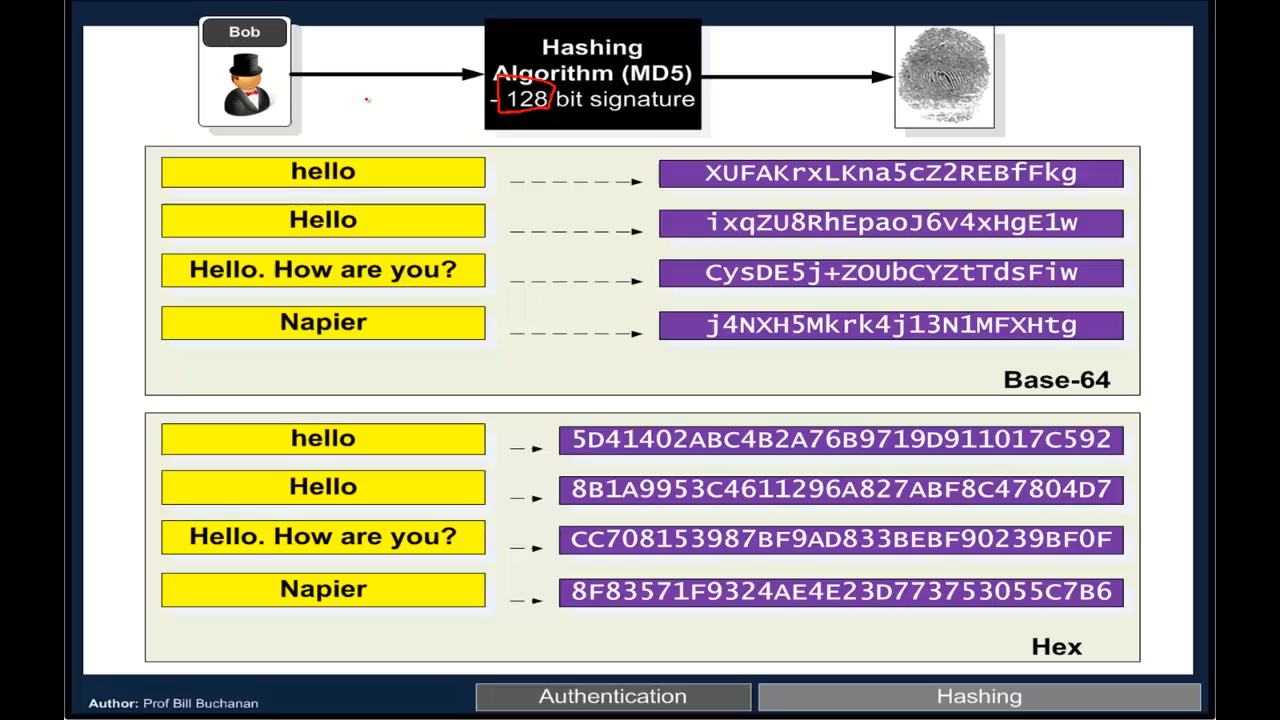 Bob
Hashing
Algorithm (MD5)
- 128 bit signature
hello
XUFAKrxLKna5cZ2REBfFkg
Hello
ixqZU8RhEpaoJ6v4xHgE1w
Hello. How are you?
CysDE5j+ZOUbCYZtTdsFiw
Napier
j4NXH5Mkrk4j13N1MFXHtg
Base-64
hello
5D41402ABC4B2A76B9719D911017C592
Hello
8B1A9953C4611296A827ABF8C47804D7
Hello. How are you?
CC708153987BF9AD833BEBF90239BF0F
Napier
8F83571F9324AE4E23D773753055C7B6
Hex
Author: Prof Bill Buchanan
Authentication
Hashing